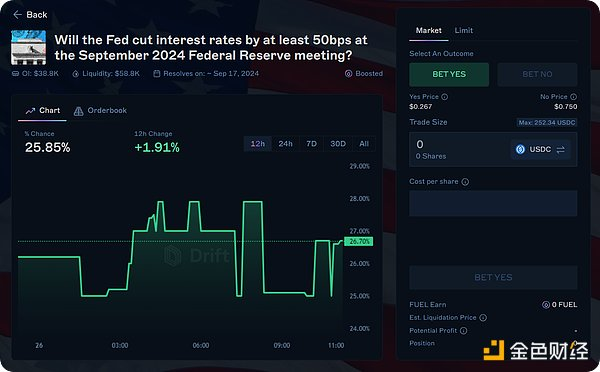 Back
Will the Fed cut interest rates by at least 50bps at
the September 2024 Federal Reserve meeting?
OI: $38.8K Liquidity: $58.8K Resolves on: ~ Sep 17, 2024 Boosted
Chart Orderbook
% Chance 12h Change
25.85% +1.91%
12h 24h 7D 30D All
29.00%
28.00%
27.00%
26.70%
26.00%
25.00%
24.00%
Drift
26 03:00 06:00 09:00 11:00
Market Limit
Select An Outcome
BET YES BET NO
Yes Price No Price
$0.267 $0.750
Trade Size Max: 252.34 USDC
0
0 Shares
USDC
Cost per share
BET YES
FUEL Earn 0 FUEL
Est. Liquidation Price
Potential Profit -
Position
金色财经